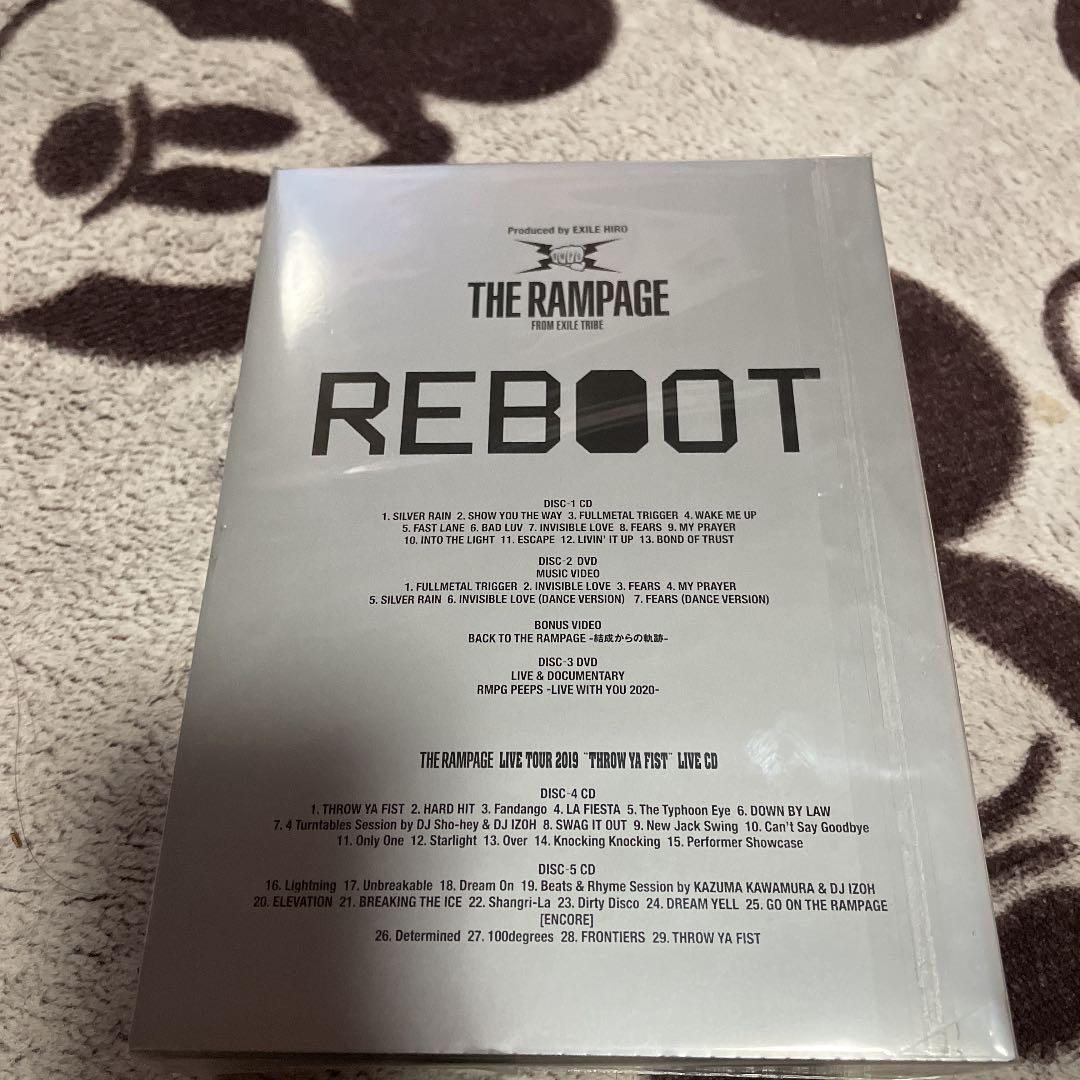 Produced by EXILE HIRO
THE RAMPAGE
FROM EXILE TRIBE
REBOOT
DISC-1 CD
1. SILVER RAIN 2. SHOW YOU THE WAY 3. FULLMETAL TRIGGER 4. WAKE ME UP
5. FAST LANE 6. BAD LUV 7. INVISIBLE LOVE 8. FEARS 9. MY PRAYER
10. INTO THE LIGHT 11. ESCAPE 12. LIVIN' IT UP 13. BOND OF TRUST
DISC-2 DVD
MUSIC VIDEO
1. FULLMETAL TRIGGER 2. INVISIBLE LOVE 3. FEARS 4. MY PRAYER
5. SILVER RAIN 6. INVISIBLE LOVE (DANCE VERSION) 7. FEARS (DANCE VERSION)
BONUS VIDEO
BACK TO THE RAMPAGE -結成からの軌跡-
DISC-3 DVD
LIVE & DOCUMENTARY
RMPG PEEPS -LIVE WITH YOU 2020-
THE RAMPAGE LIVE TOUR 2019 "THROW YA FIST" LIVE CD
DISC-4 CD
1. THROW YA FIST 2. HARD HIT 3. Fandango 4. LA FIESTA 5. The Typhoon Eye 6. DOWN BY LAW
7. 4 Turntables Session by DJ Sho-hey & DJ IZOH 8. SWAG IT OUT 9. New Jack Swing 10. Can't Say Goodbye
11. Only One 12. Starlight 13. Over 14. Knocking Knocking 15. Performer Showcase
DISC-5 CD
16. Lightning 17. Unbreakable 18. Dream On 19. Beats & Rhyme Session by KAZUMA KAWAMURA & DJ IZOH
20. ELEVATION 21. BREAKING THE ICE 22. Shangri-La 23. Dirty Disco 24. DREAM YELL 25. GO ON THE RAMPAGE
[ENCORE]
26. Determined 27. 100degrees 28. FRONTIERS 29. THROW YA FIST